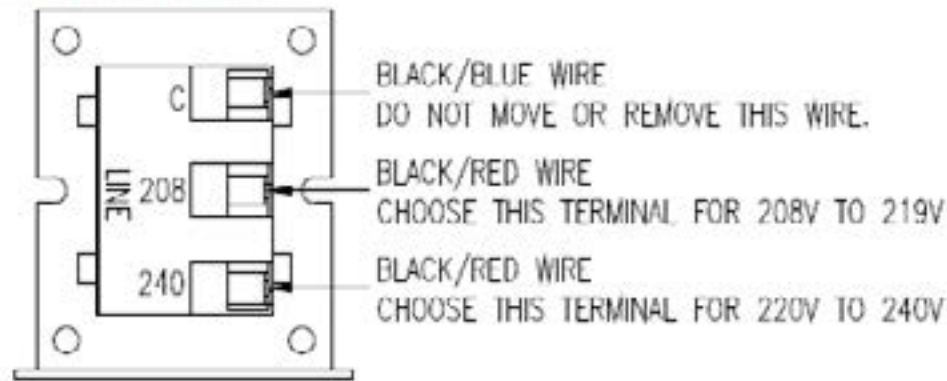 C
BLACK/BLUE WIRE
DO NOT MOVE OR REMOVE THIS WIRE.
LINE
208
BLACK/RED WIRE
CHOOSE THIS TERMINAL FOR 208V TO 219V
240
BLACK/RED WIRE
CHOOSE THIS TERMINAL FOR 220V TO 240V